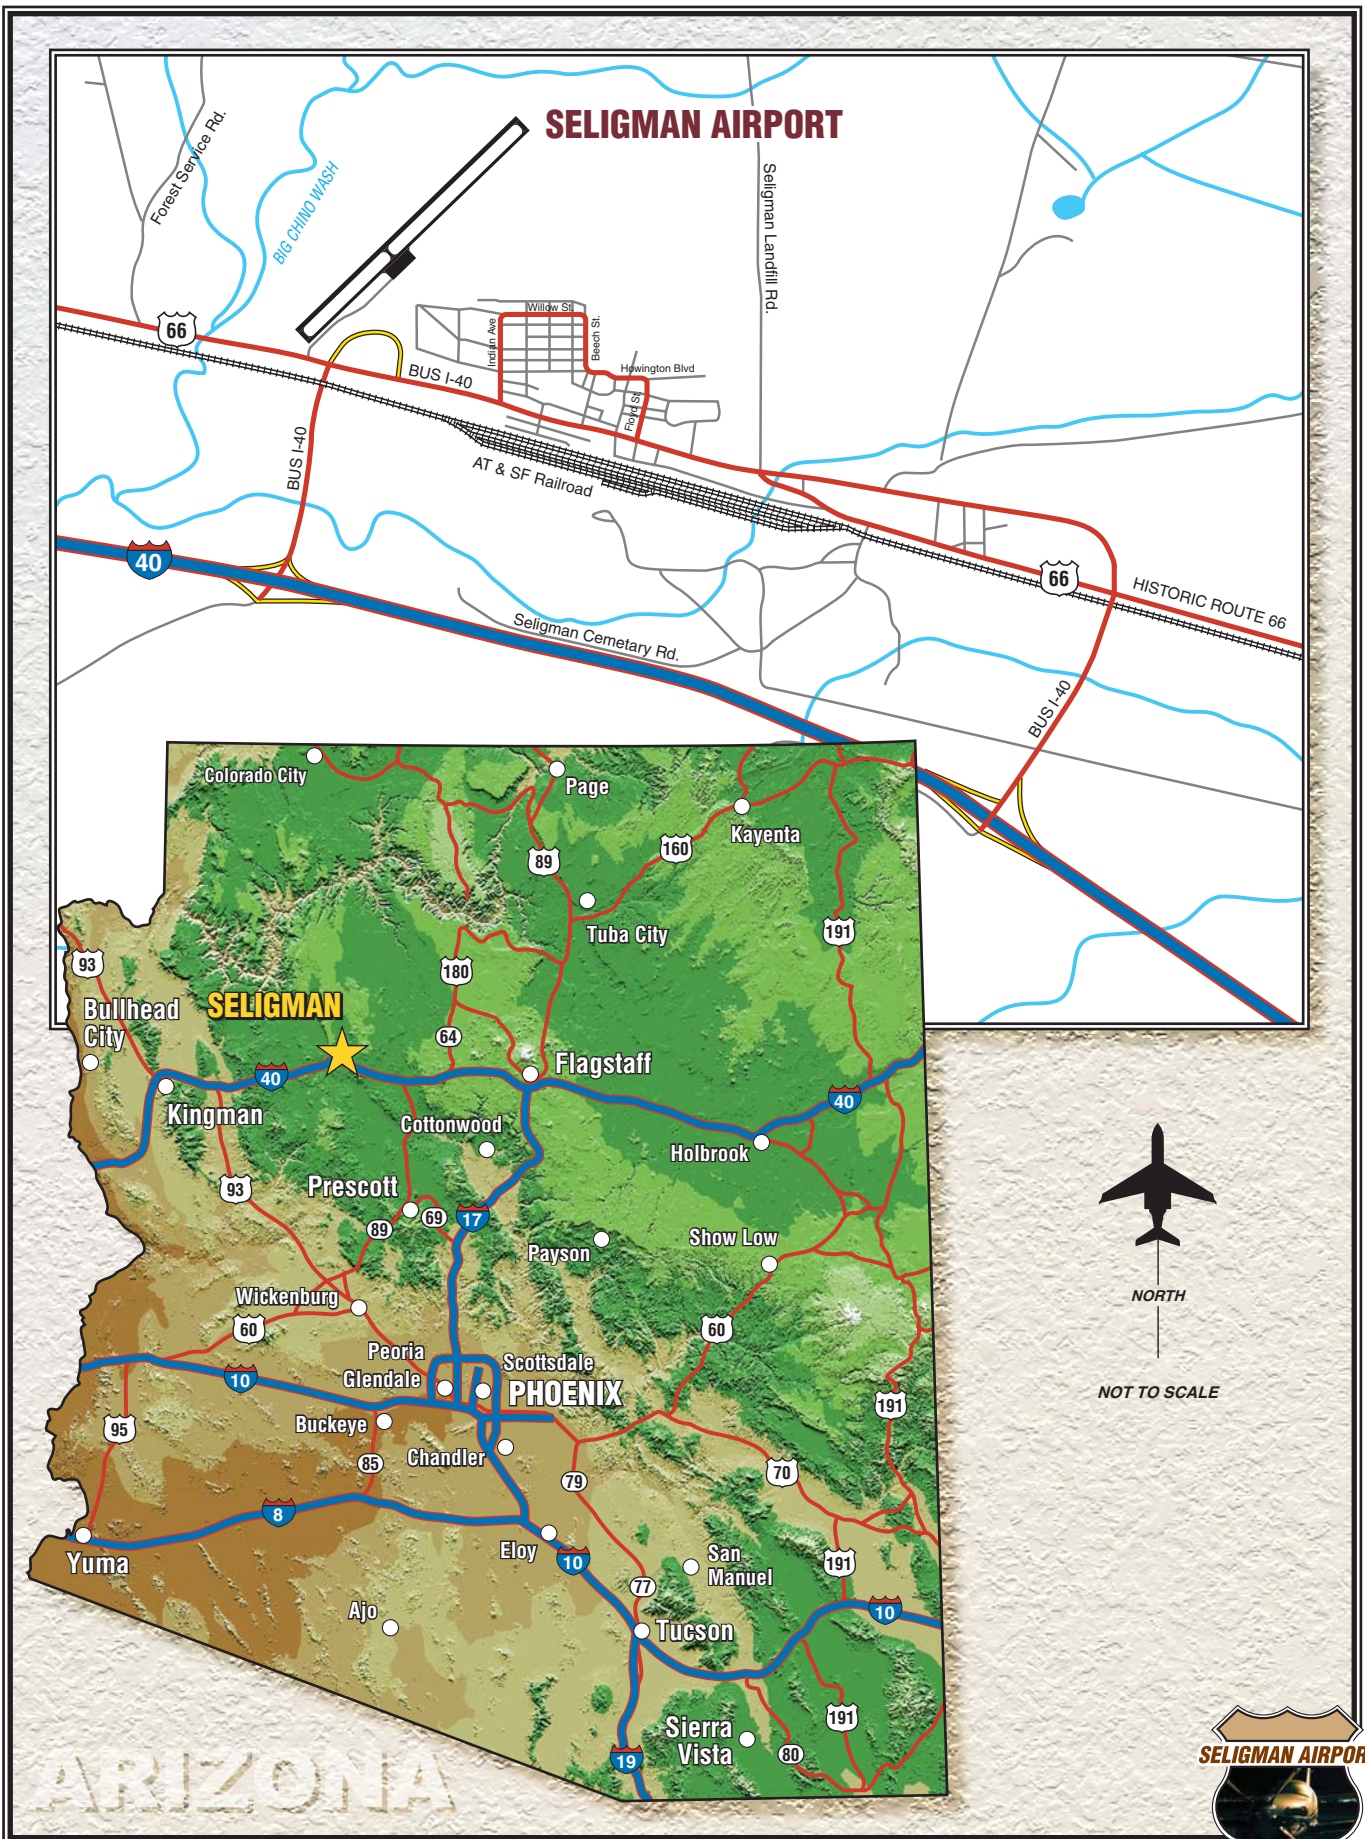 SELIGMAN AIRPORT
Forest Service Rd.
BIG CHINO WASH
Seligman Landfill Rd.
66
Willow St.
Indian Ave
Beech St.
Howington Blvd
Floyd St.
BUS I-40
BUS I-40
AT & SF Railroad
40
66
HISTORIC ROUTE 66
Seligman Cemetary Rd.
BUS I-40
Colorado City
Page
Kayenta
89
160
Tuba City
191
93
180
Bullhead
City
SELIGMAN
64
Flagstaff
40
40
Kingman
Cottonwood
Holbrook
93
Prescott
89
69
17
Payson
Show Low
NORTH
Wickenburg
60
60
Peoria
Scottsdale
Glendale
PHOENIX
10
NOT TO SCALE
191
95
Buckeye
Chandler
85
79
70
8
Eloy
10
San
Manuel
191
Yuma
77
Ajo
10
Tucson
Sierra
Vista
191
80
19
ARIZONA
SELIGMAN AIRPOR